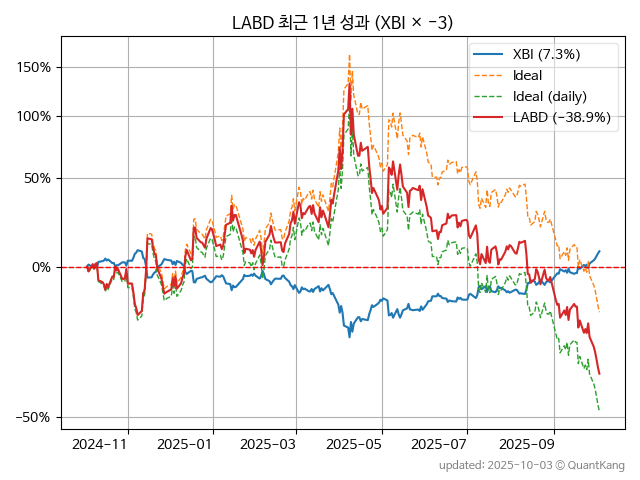 LABD 최근 1년 성과 (XBI × −3)
XBI (7.3%)
Ideal
Ideal (daily)
LABD (−38.9%)
150%
100%
50%
0%
−50%
2024-11 2025-01 2025-03 2025-05 2025-07 2025-09
updated: 2025-10-03 © QuantKang